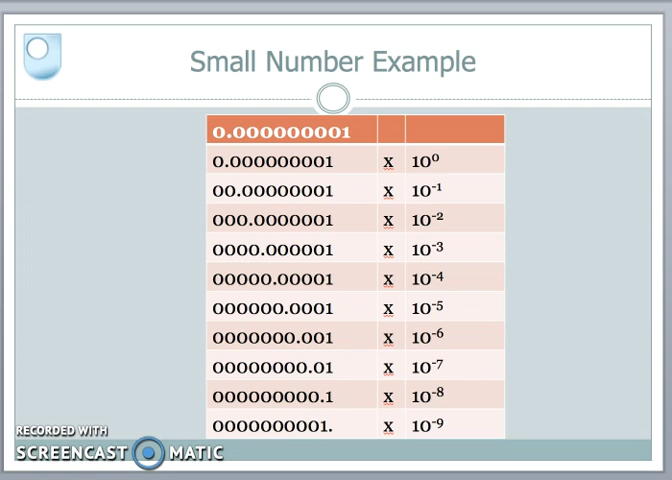 Small Number Example
0.000000001
0.000000001 x 10⁰
00.00000001 x 10⁻¹
000.0000001 x 10⁻²
0000.000001 x 10⁻³
00000.00001 x 10⁻⁴
000000.0001 x 10⁻⁵
0000000.001 x 10⁻⁶
00000000.01 x 10⁻⁷
000000000.1 x 10⁻⁸
0000000001. x 10⁻⁹
RECORDED WITH
SCREENCAST MATIC